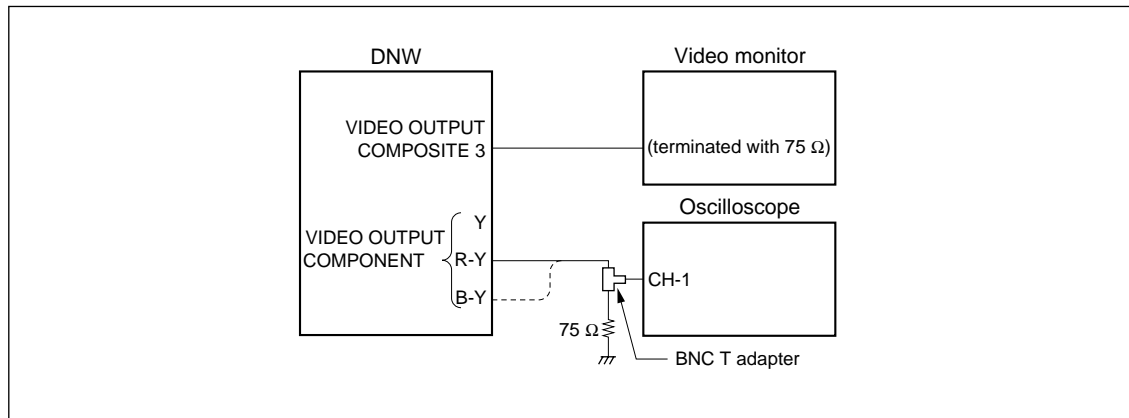 DNW
Video monitor
VIDEO OUTPUT
COMPOSITE 3
(terminated with 75 Ω)
Oscilloscope
VIDEO OUTPUT
COMPONENT
Y
R-Y
B-Y
CH-1
75 Ω
BNC T adapter